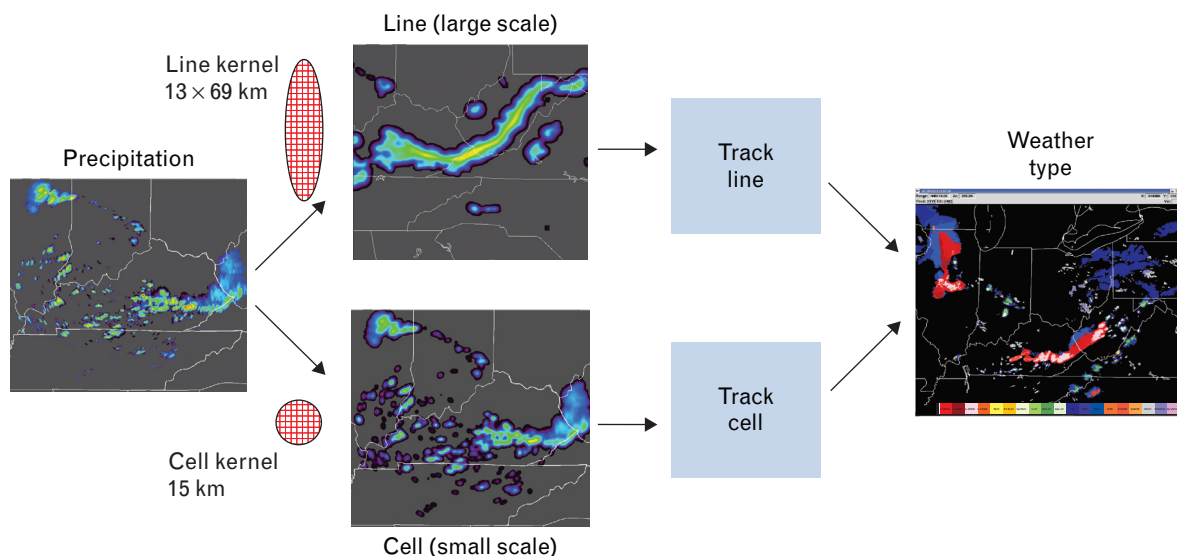 Line (large scale)
Line kernel
13 × 69 km
Precipitation
Track
line
Weather
type
Cell kernel
15 km
Track
cell
Cell (small scale)